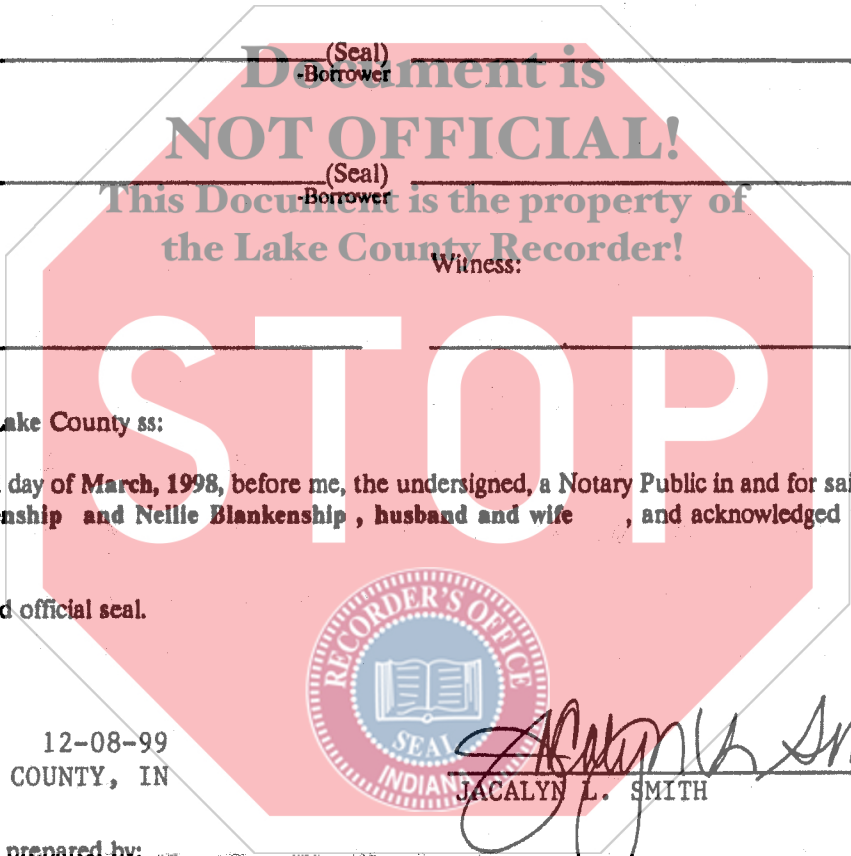 (Seal)
-Borrower
Document is
NOT OFFICIAL!
(Seal)
-Borrower
This Document is the property of
the Lake County Recorder!
Witness:
STOP
ake County ss:
day of March, 1998, before me, the undersigned, a Notary Public in and for sai
nship and Nellie Blankenship , husband and wife , and acknowledged
d official seal.
RECORDER'S OFFICE
SEAL
INDIANA
12-08-99
COUNTY, IN
JACALYN L. SMITH
prepared by: